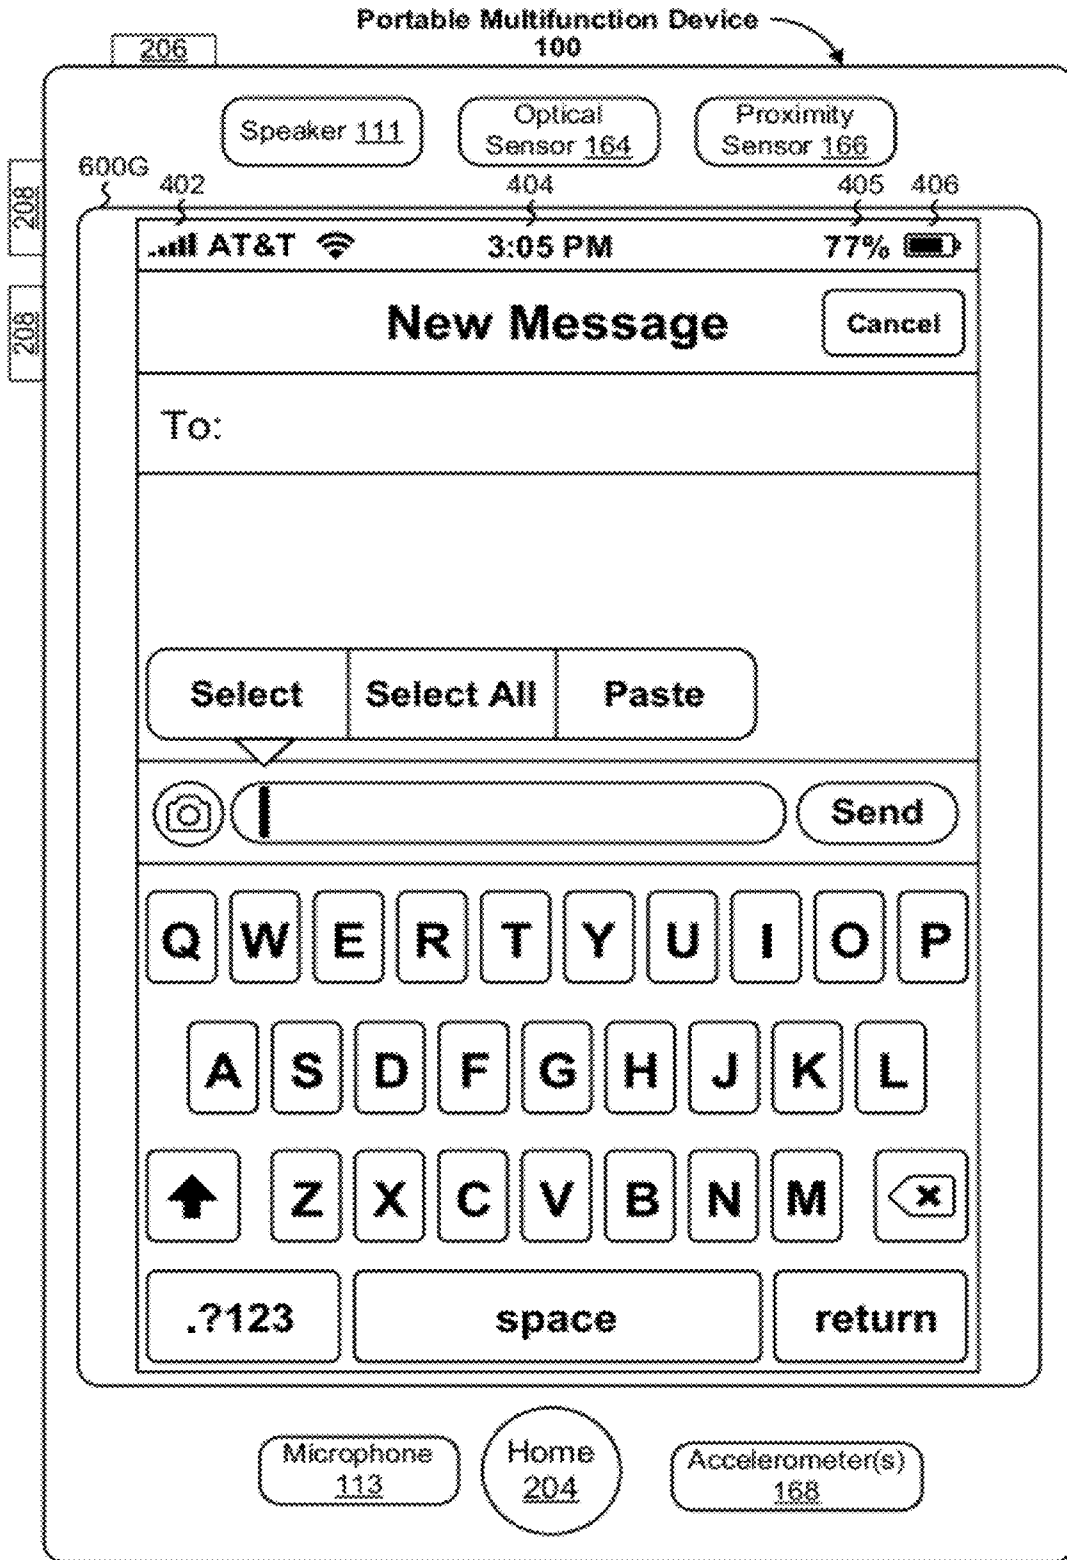 Portable Multifunction Device
100
206
Speaker 111
Optical
Sensor 164
Proximity
Sensor 166
600G
402
404
405
406
208
208
AT&T
3:05 PM
77%
New Message
Cancel
To:
Select
Select All
Paste
Send
Q W E R T Y U I O P
A S D F G H J K L
Z X C V B N M
.?123
space
return
Microphone
113
Home
204
Accelerometer(s)
168